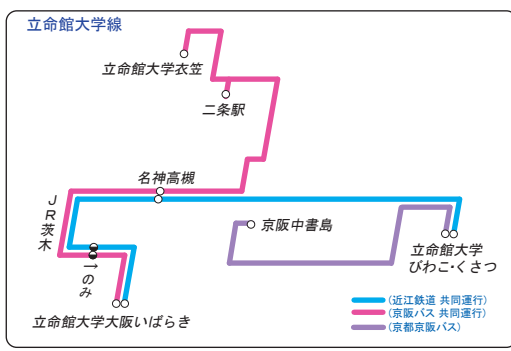 立命館大学線
立命館大学衣笠
二条駅
名神高槻
JR茨木
→のみ
京阪中書島
立命館大学
びわこ・くさつ
立命館大学大阪いばらき
(近江鉄道 共同運行)
(京阪バス 共同運行)
(京都京阪バス)